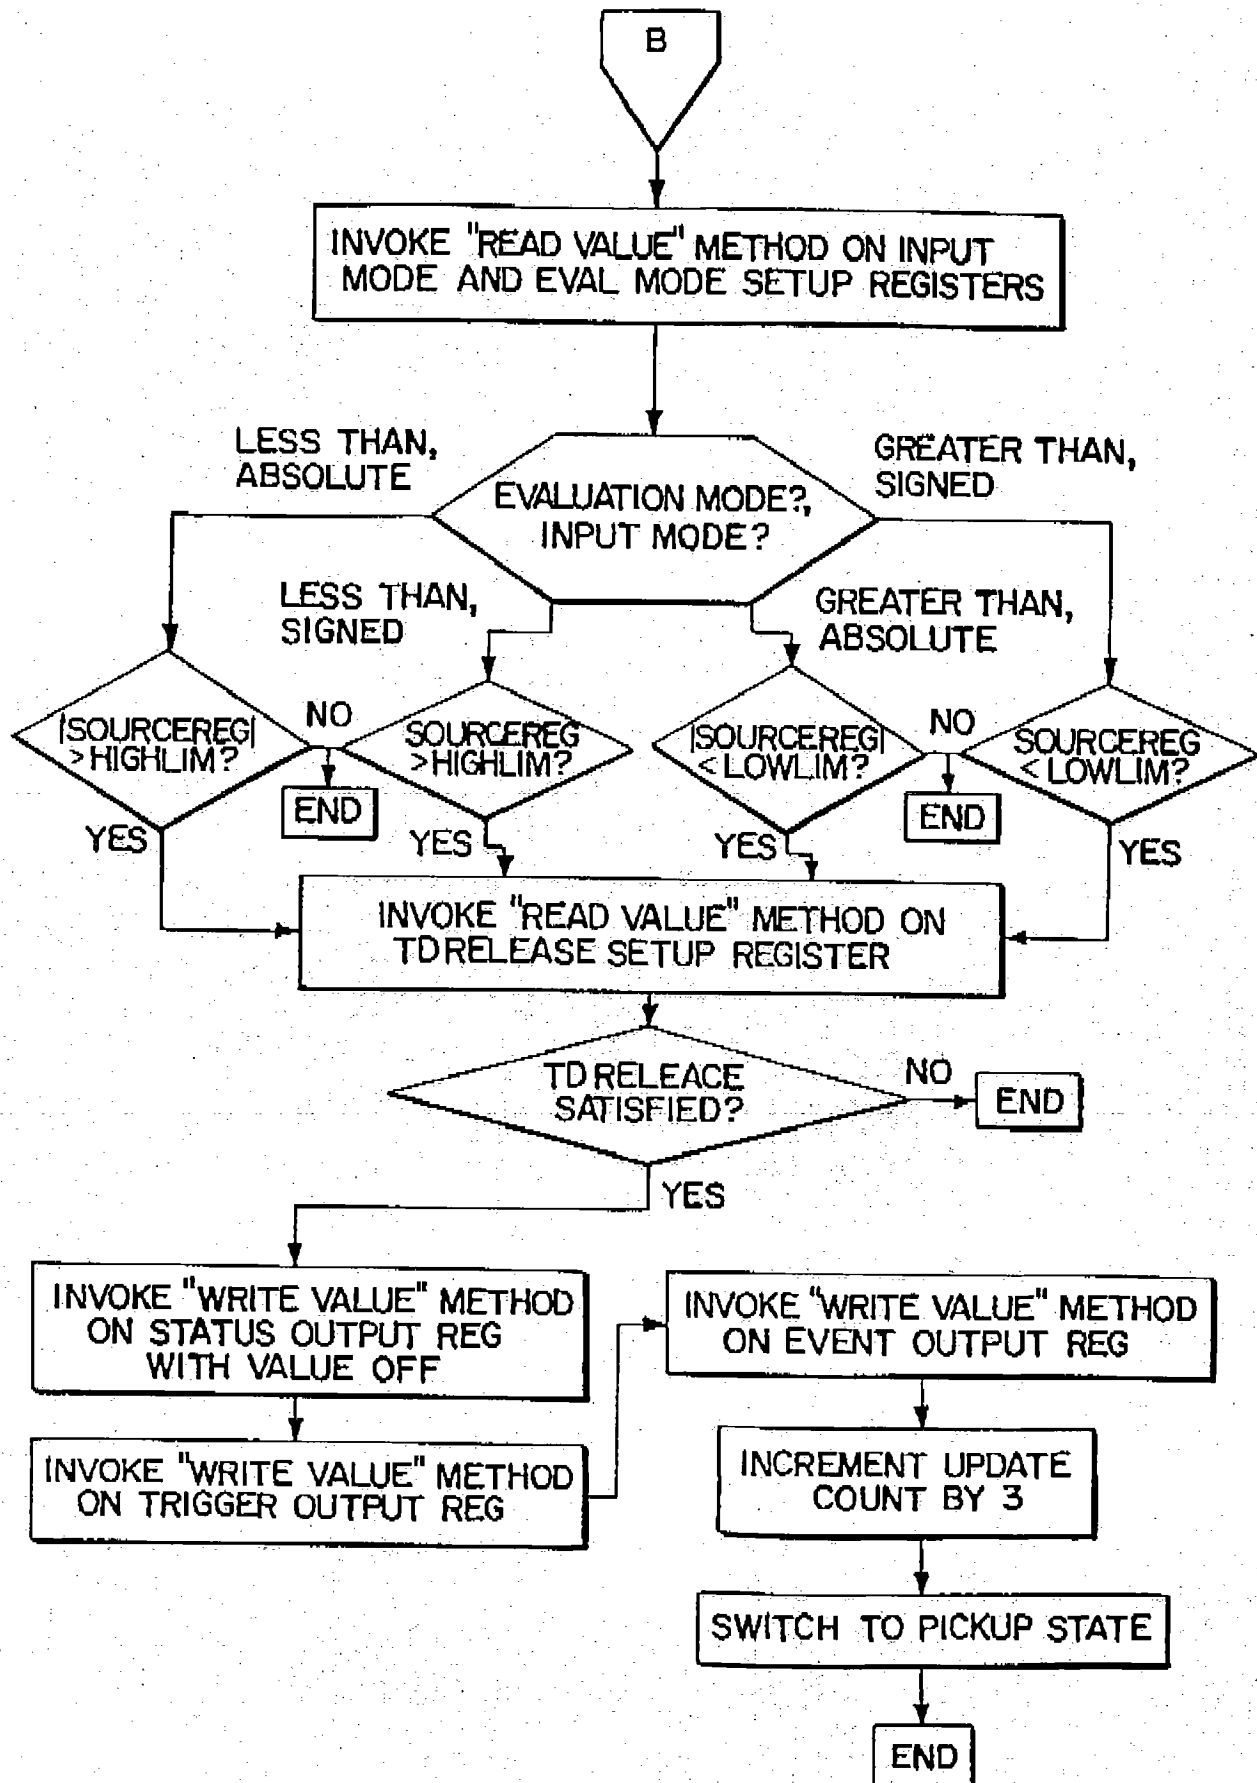 B
INVOKE "READ VALUE" METHOD ON INPUT
MODE AND EVAL MODE SETUP REGISTERS
LESS THAN,
ABSOLUTE
GREATER THAN,
SIGNED
EVALUATION MODE?,
INPUT MODE?
LESS THAN,
SIGNED
GREATER THAN,
ABSOLUTE
|SOURCEREG|
>HIGHLIM?
NO
SOURCEREG
>HIGHLIM?
|SOURCEREG|
<LOWLIM?
NO
SOURCEREG
<LOWLIM?
END
END
YES
YES
YES
YES
INVOKE "READ VALUE" METHOD ON
TD RELEASE SETUP REGISTER
TD RELEACE
SATISFIED?
NO
END
YES
INVOKE "WRITE VALUE" METHOD
ON STATUS OUTPUT REG
WITH VALUE OFF
INVOKE "WRITE VALUE" METHOD
ON TRIGGER OUTPUT REG
INVOKE "WRITE VALUE" METHOD
ON EVENT OUTPUT REG
INCREMENT UPDATE
COUNT BY 3
SWITCH TO PICKUP STATE
END